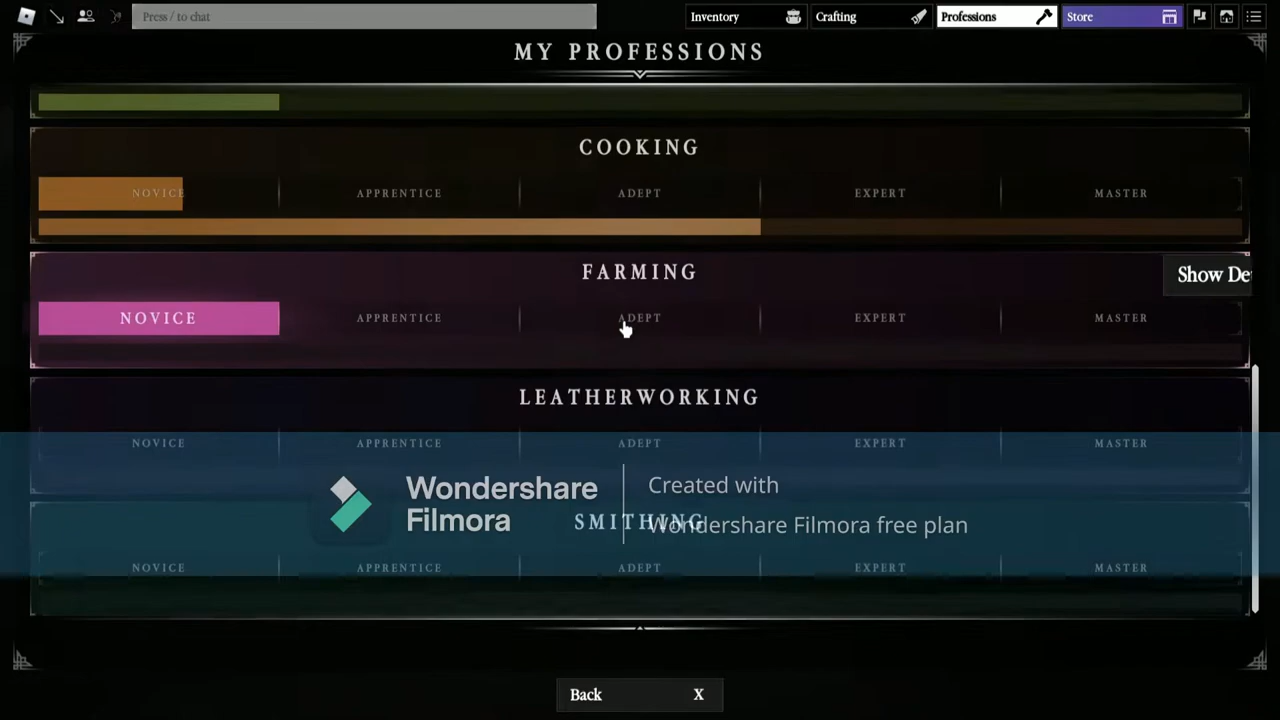 Press / to chat
Inventory
Crafting
Professions
Store
MY PROFESSIONS
COOKING
NOVICE APPRENTICE ADEPT EXPERT MASTER
FARMING
Show De
NOVICE APPRENTICE ADEPT EXPERT MASTER
LEATHERWORKING
NOVICE APPRENTICE ADEPT EXPERT MASTER
Wondershare
Filmora
Created with
Wondershare Filmora free plan
SMITHING
NOVICE APPRENTICE ADEPT EXPERT MASTER
Back X